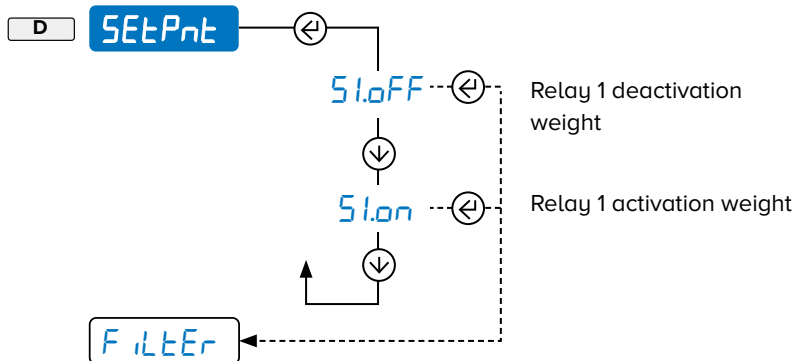 D SEtPnt
S1.oFF Relay 1 deactivation
weight
S1.on Relay 1 activation weight
FiLtEr